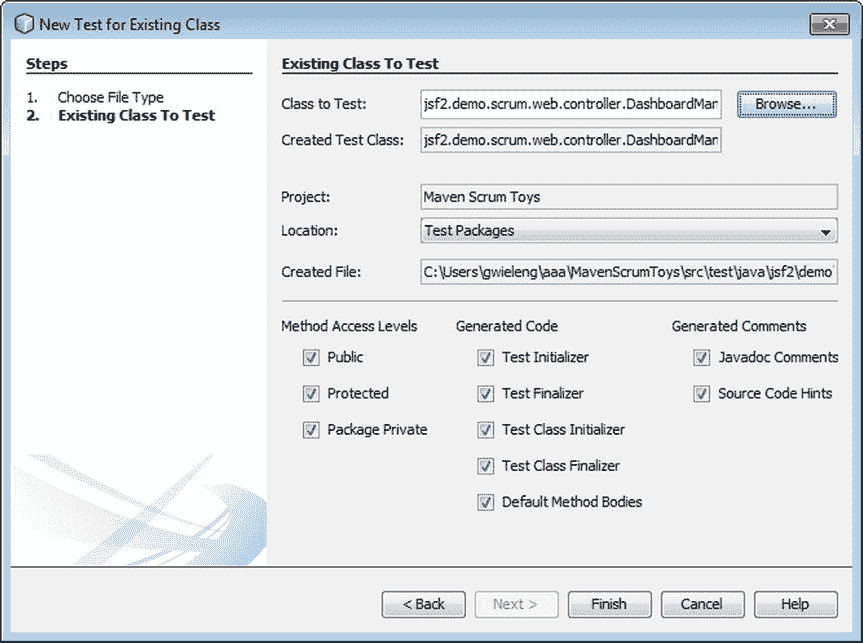 New Test for Existing Class
Steps
1. Choose File Type
2. Existing Class To Test
Existing Class To Test
Class to Test: jsf2.demo.scrum.web.controller.DashboardMar Browse...
Created Test Class: jsf2.demo.scrum.web.controller.DashboardMar
Project: Maven Scrum Toys
Location: Test Packages
Created File: C:\Users\gwieleng\aaa\MavenScrumToys\src\test\java\jsf2\demo
Method Access Levels Generated Code Generated Comments
Public Test Initializer Javadoc Comments
Protected Test Finalizer Source Code Hints
Package Private Test Class Initializer
Test Class Finalizer
Default Method Bodies
< Back Next > Finish Cancel Help